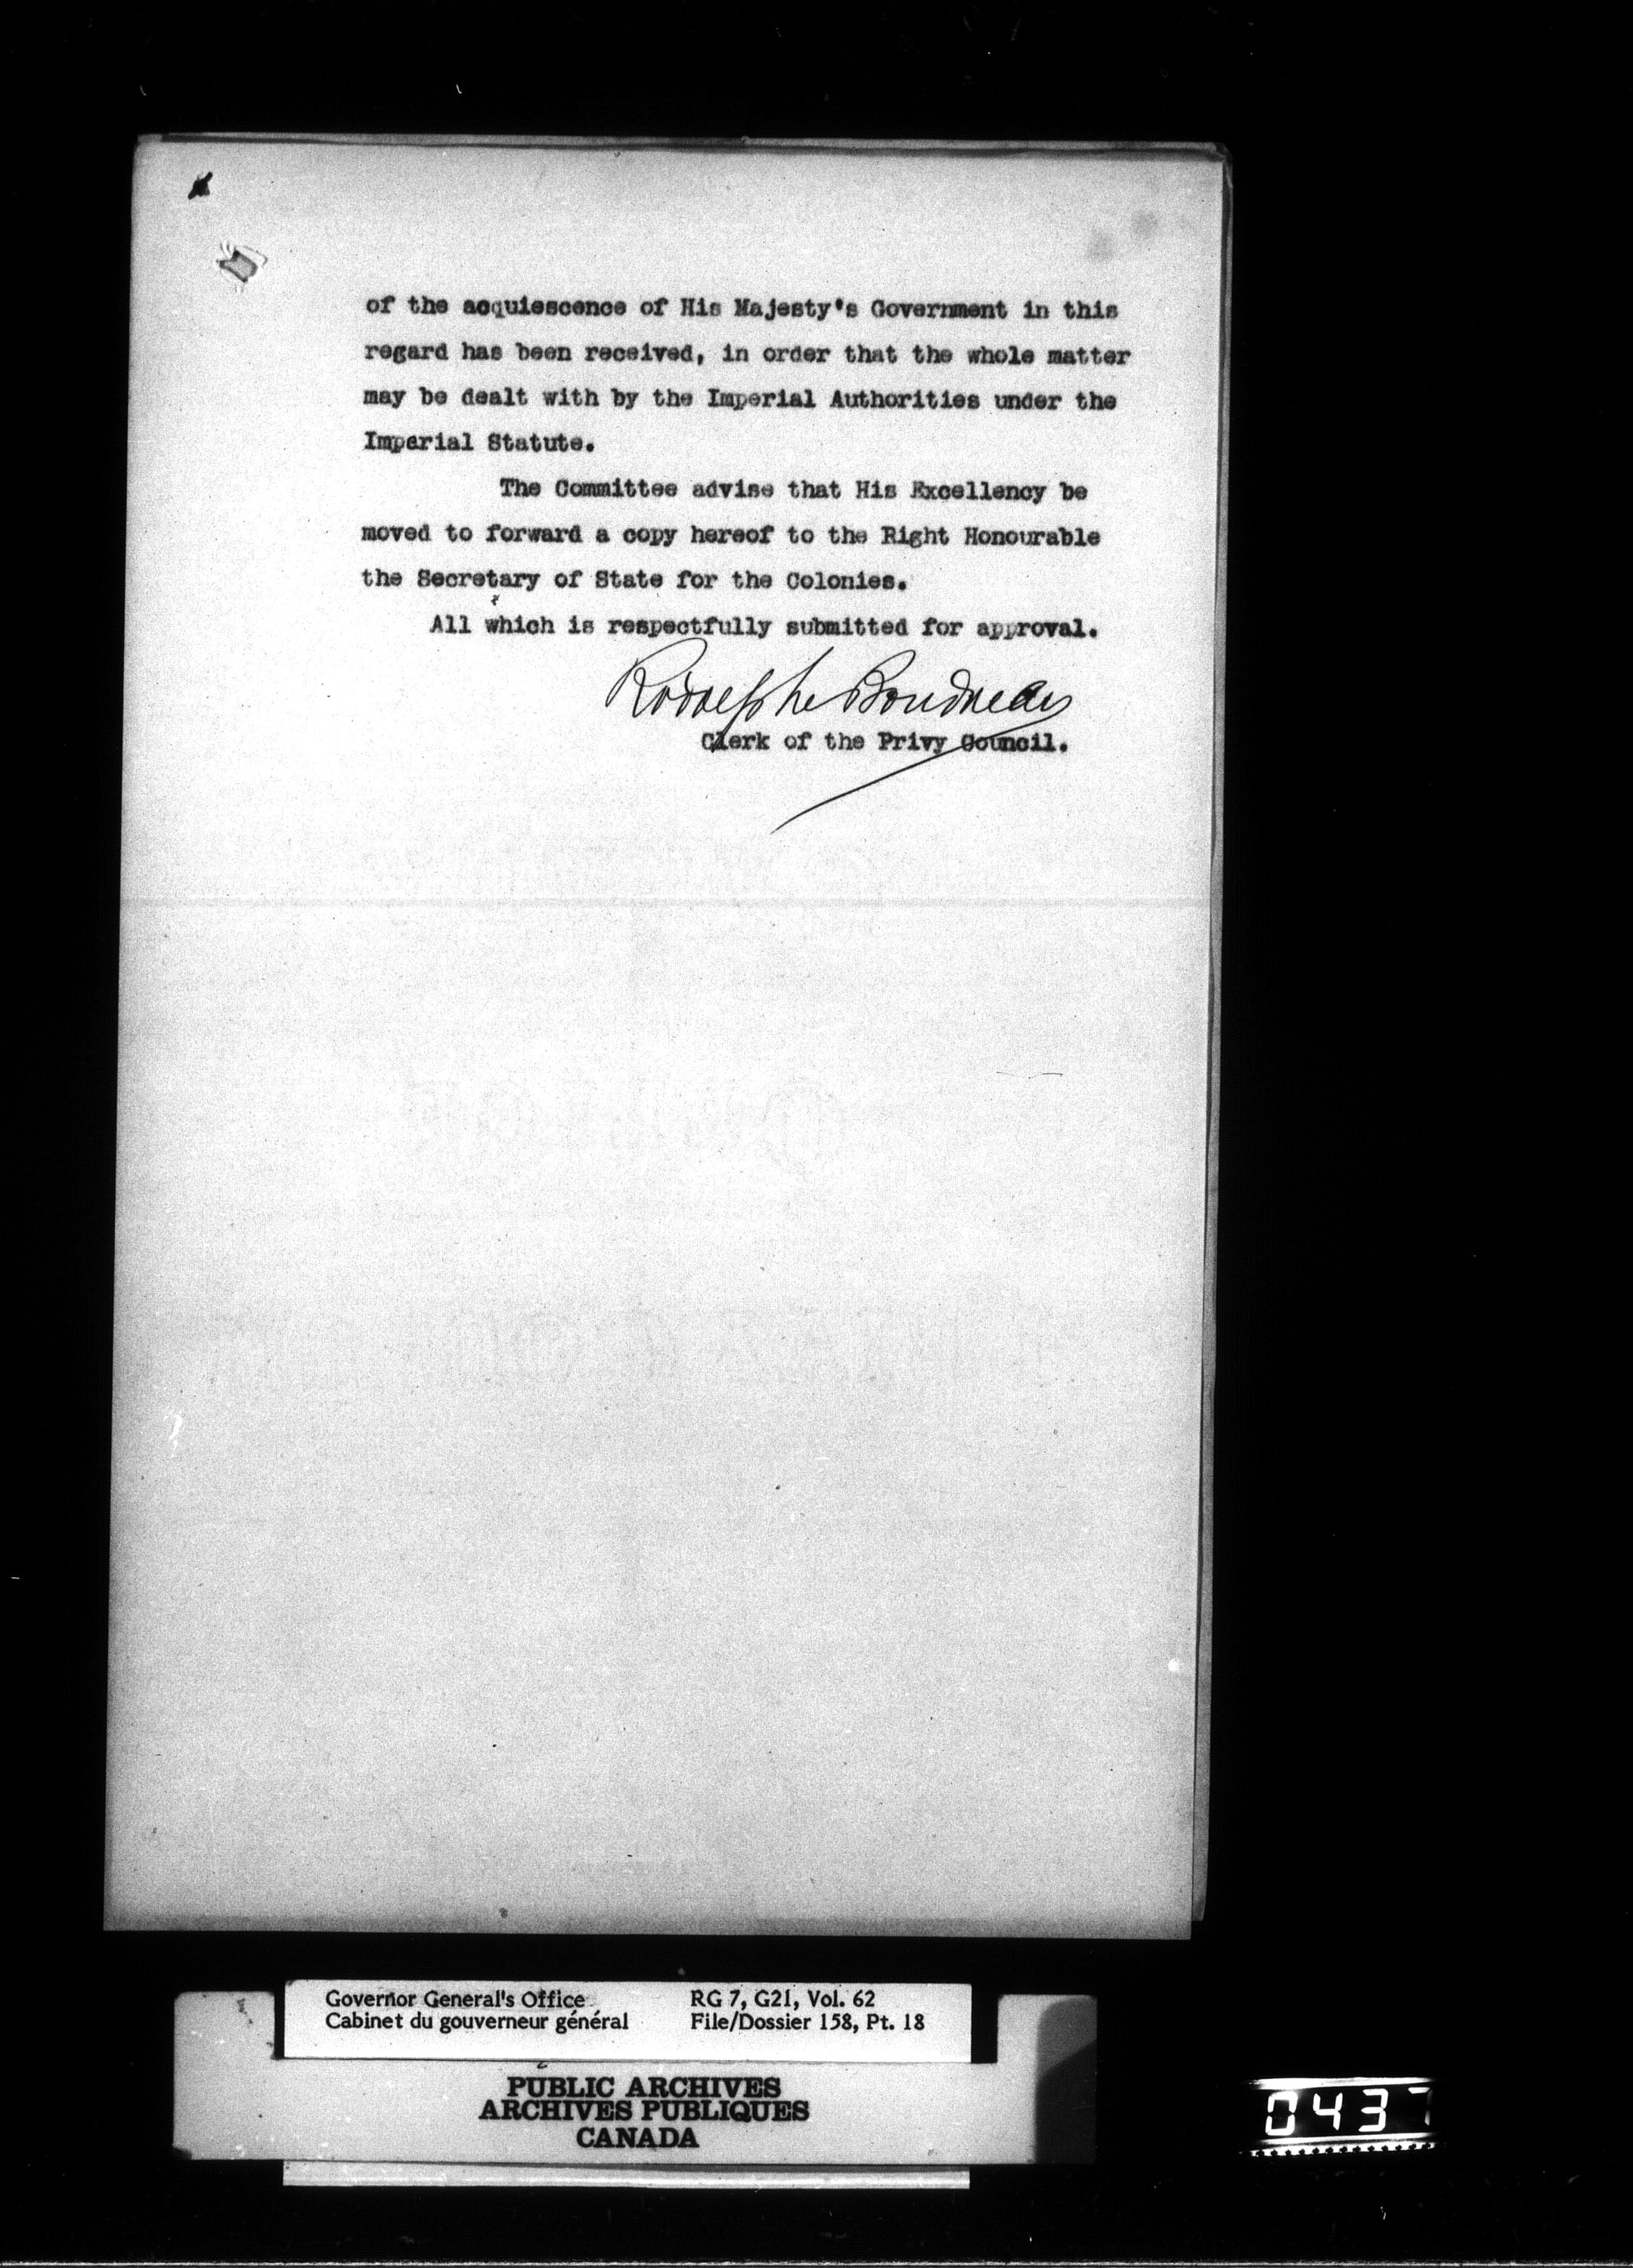 of the acquiescence of His Majesty's Government in this
regard has been received, in order that the whole matter
may be dealt with by the Imperial Authorities under the
Imperial Statute.
The Committee advise that His Excellency be
moved to forward a copy hereof to the Right Honourable
the Secretary of State for the Colonies.
All which is respectfully submitted for approval.
Rodolphe Boudreau
Clerk of the Privy Council.
Governor General's Office RG 7, G21, Vol. 62
Cabinet du gouverneur général File/Dossier 158, Pt. 18
PUBLIC ARCHIVES
ARCHIVES PUBLIQUES
CANADA
0437